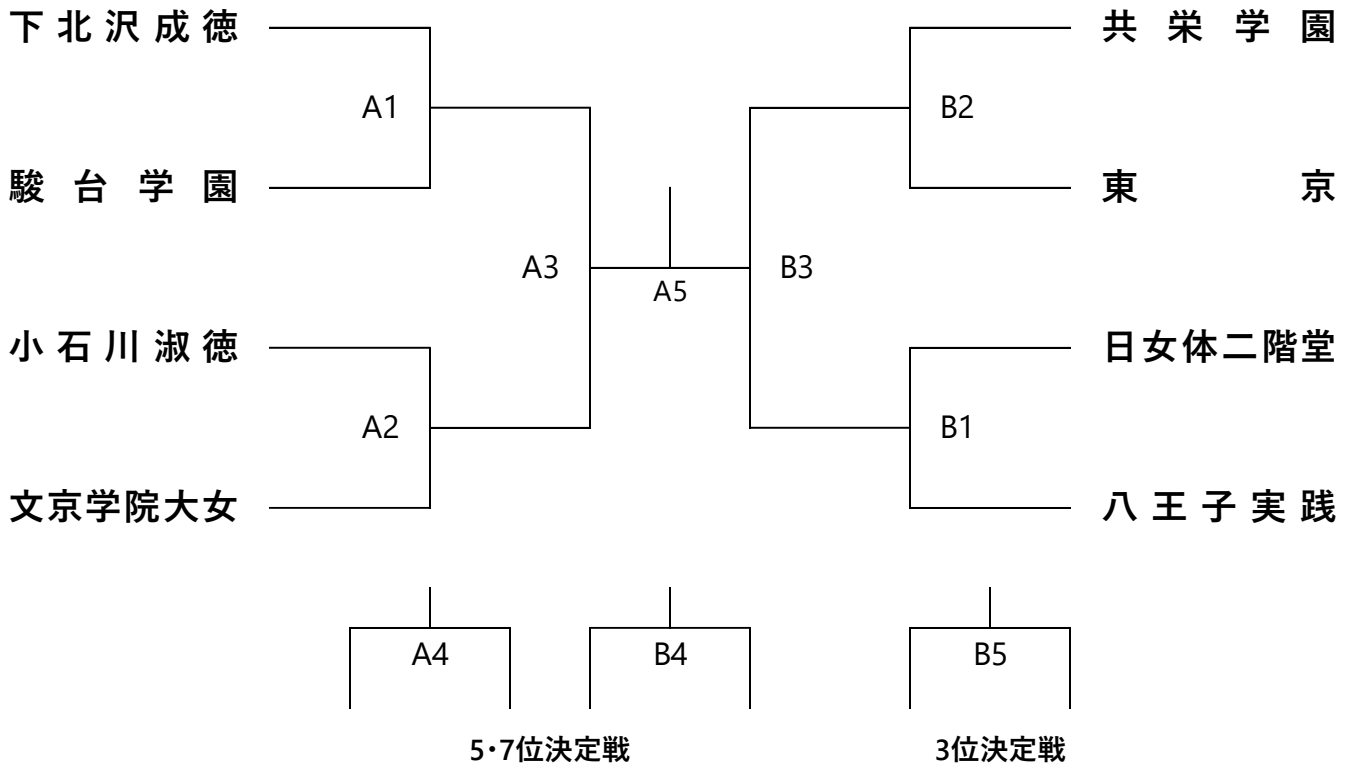 下北沢成徳
共栄学園
A1
B2
駿台学園
東京
A3
B3
A5
小石川淑徳
日女体二階堂
A2
B1
文京学院大女
八王子実践
A4
B4
B5
5・7位決定戦
3位決定戦